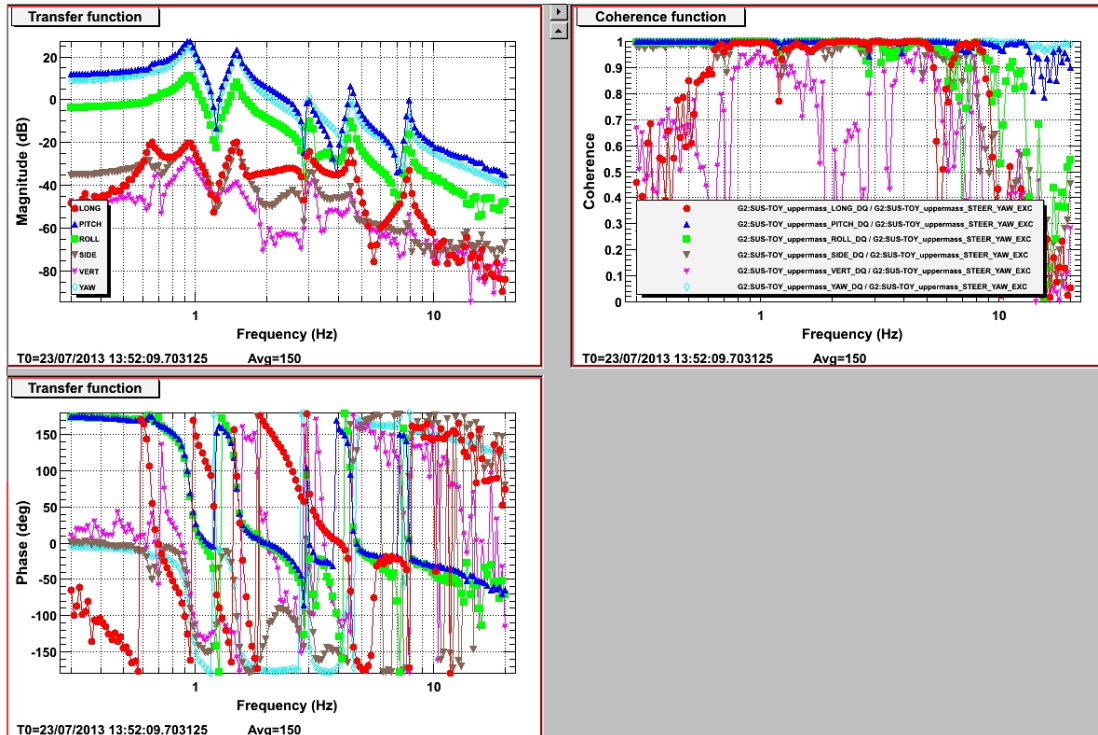 Transfer function
20
0
-20
-40
-60
-80
Magnitude (dB)
LONG
PITCH
ROLL
SIDE
VERT
YAW
1
10
Frequency (Hz)
T0=23/07/2013 13:52:09.703125 Avg=150
Coherence function
1
0.9
0.8
0.7
0.6
0.5
0.4
0.3
0.2
0.1
0
Coherence
G2:SUS-TOY_uppermass_LONG_DQ / G2:SUS-TOY_uppermass_STEER_YAW_EXC
G2:SUS-TOY_uppermass_PITCH_DQ / G2:SUS-TOY_uppermass_STEER_YAW_EXC
G2:SUS-TOY_uppermass_ROLL_DQ / G2:SUS-TOY_uppermass_STEER_YAW_EXC
G2:SUS-TOY_uppermass_SIDE_DQ / G2:SUS-TOY_uppermass_STEER_YAW_EXC
G2:SUS-TOY_uppermass_VERT_DQ / G2:SUS-TOY_uppermass_STEER_YAW_EXC
G2:SUS-TOY_uppermass_YAW_DQ / G2:SUS-TOY_uppermass_STEER_YAW_EXC
1
10
Frequency (Hz)
T0=23/07/2013 13:52:09.703125 Avg=150
Transfer function
150
100
50
0
-50
-100
-150
Phase (deg)
1
10
Frequency (Hz)
T0=23/07/2013 13:52:09.703125 Avg=150